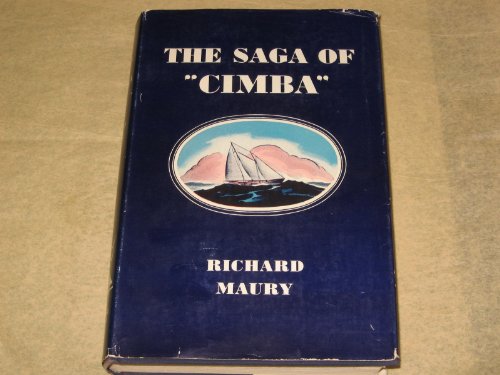 THE SAGA OF
"CIMBA"
RICHARD
MAURY